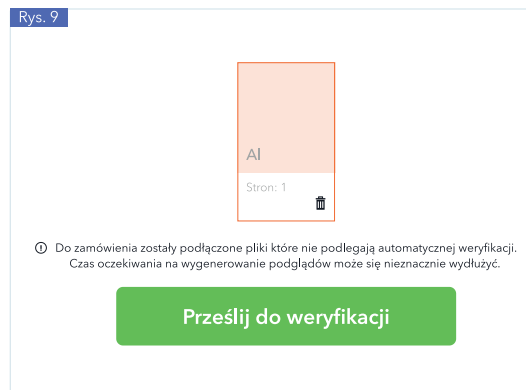 Rys. 9
AI
Stron: 1
Do zamówienia zostały podłączone pliki które nie podlegają automatycznej weryfikacji.
Czas oczekiwania na wygenerowanie podglądów może się nieznacznie wydłużyć.
Prześlij do weryfikacji